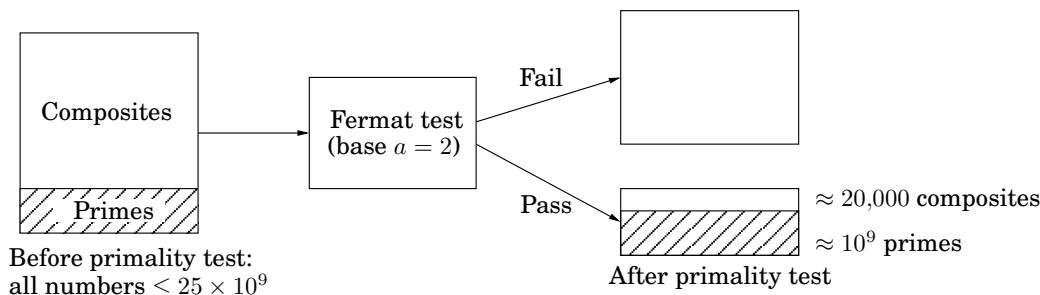 Composites
Primes
Before primality test:
all numbers < 25 × 10⁹
Fermat test
(base a = 2)
Fail
Pass
≈ 20,000 composites
≈ 10⁹ primes
After primality test